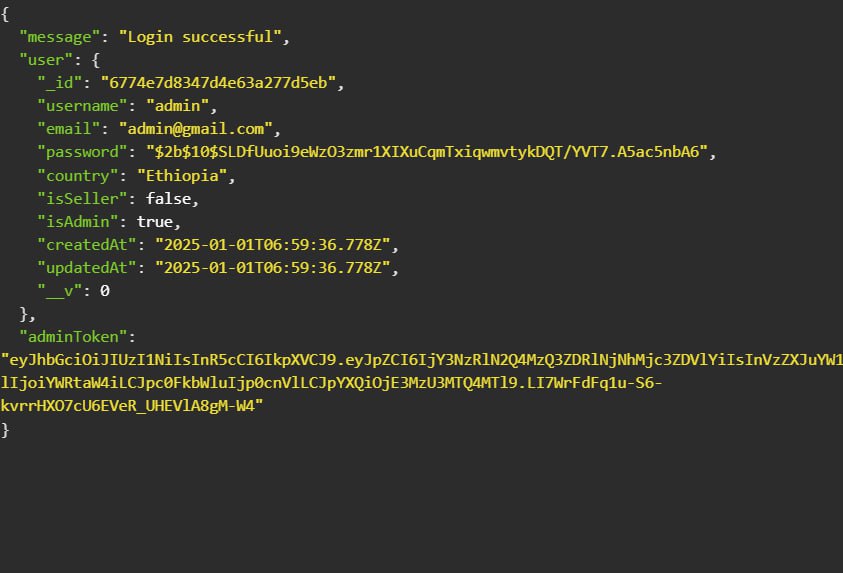 {
"message": "Login successful",
"user": {
"_id": "6774e7d8347d4e63a277d5eb",
"username": "admin",
"email": "admin@gmail.com",
"password": "$2b$10$SLDfUuoi9eWzO3zmr1XIXuCqmTxiqwmvtykDQT/YVT7.A5ac5nbA6",
"country": "Ethiopia",
"isSeller": false,
"isAdmin": true,
"createdAt": "2025-01-01T06:59:36.778Z",
"updatedAt": "2025-01-01T06:59:36.778Z",
"__v": 0
},
"adminToken":
"eyJhbGciOiJIUzI1NiIsInR5cCI6IkpXVCJ9.eyJpZCI6IjY3NzRlN2Q4MzQ3ZDRlNjNhMjc3ZDVlYiIsInVzZXJuYW1
lIjoiYWRtaW4iLCJpc0FkbWluIjp0cnVlLCJpYXQiOjE3MzU3MTQ4MTl9.LI7WrFdFq1u-S6-
kvrrHXO7cU6EVeR_UHEVlA8gM-W4"
}